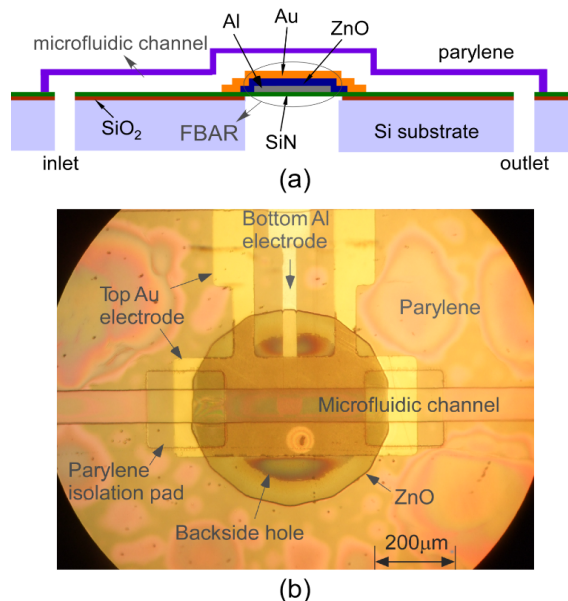 Al
Au
ZnO
microfluidic channel
parylene
SiO2
FBAR
SiN
Si substrate
inlet
outlet
(a)
Bottom Al
electrode
Top Au
electrode
Parylene
Microfluidic channel
Parylene
isolation pad
ZnO
Backside hole
200μm
(b)